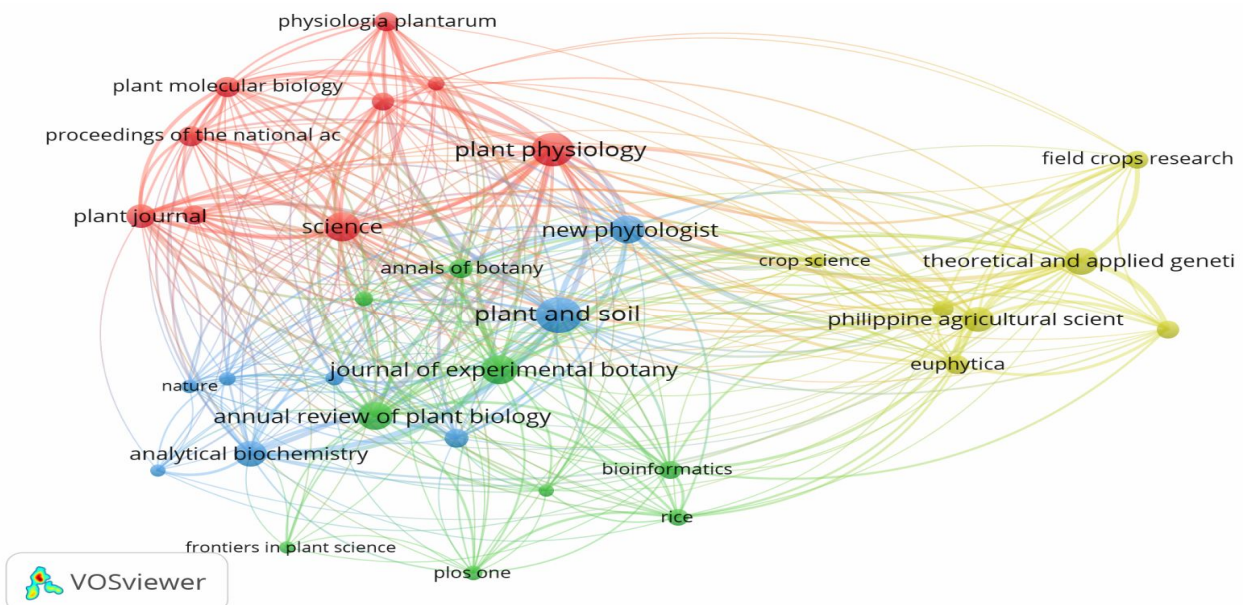 physiologia plantarum
plant molecular biology
proceedings of the national ac
plant physiology
field crops research
plant journal
science
new phytologist
annals of botany
crop science
theoretical and applied geneti
plant and soil
philippine agricultural scient
journal of experimental botany
euphytica
nature
annual review of plant biology
analytical biochemistry
bioinformatics
rice
frontiers in plant science
plos one
VOSviewer